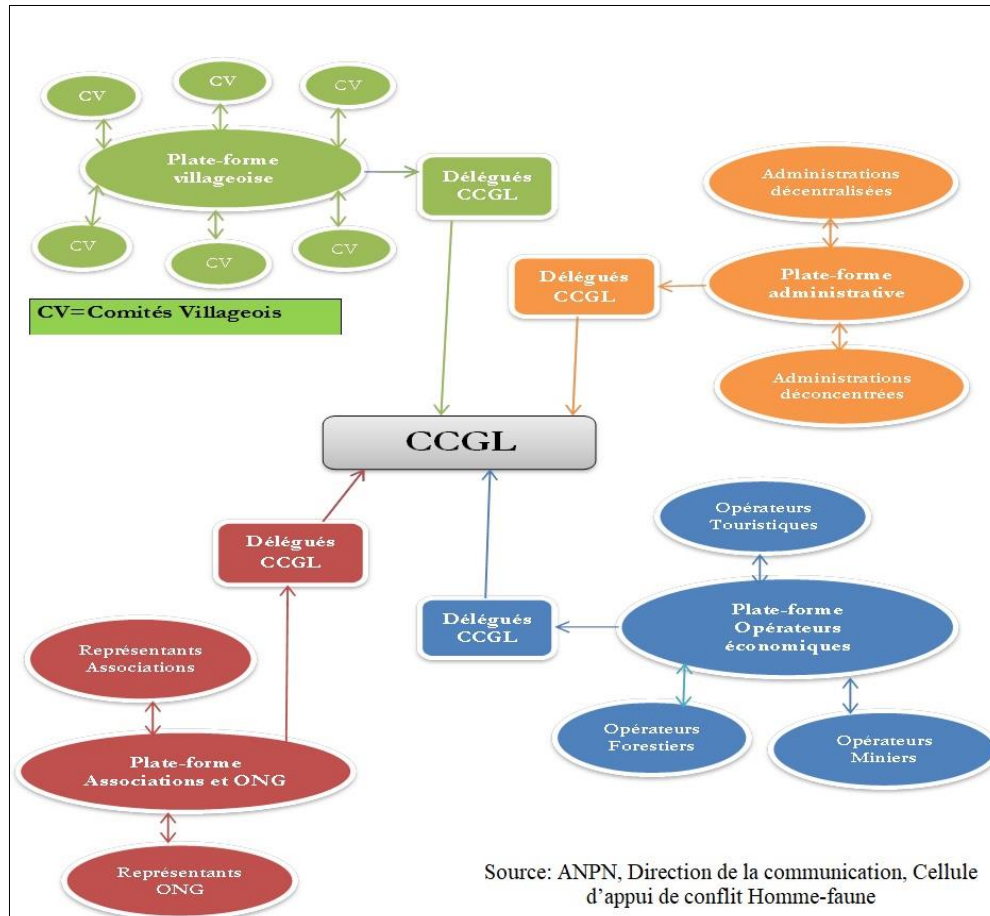 CV
CV
CV
Plate-forme
villageoise
CV
CV
CV
Délégués
CCGL
CV=Comités Villageois
Administrations
décentralisées
Plate-forme
administrative
Administrations
déconcentrées
Délégués
CCGL
CCGL
Délégués
CCGL
Représentants
Associations
Plate-forme
Associations et ONG
Représentants
ONG
Opérateurs
Touristiques
Délégués
CCGL
Plate-forme
Opérateurs
économiques
Opérateurs
Forestiers
Opérateurs
Miniers
Source: ANPN, Direction de la communication, Cellule
d’appui de conflit Homme-faune